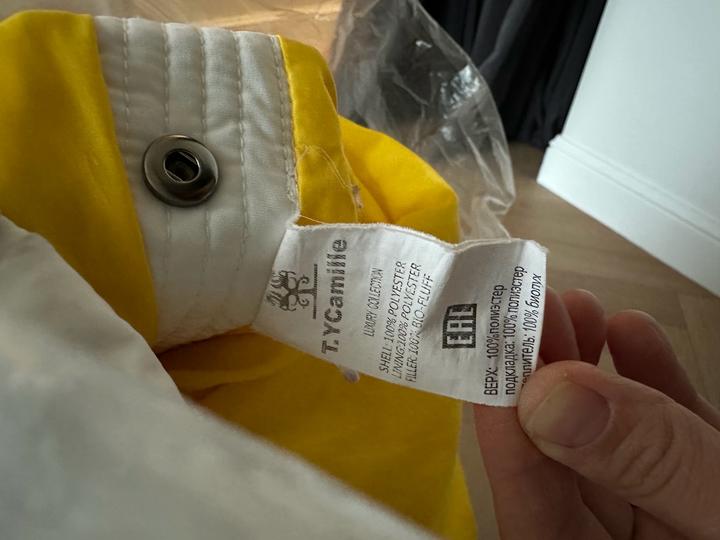 T.YCamille
LUXURY COLLECTION
SHELL:100% POLYESTER
LINING:100% POLYESTER
FILLER:100% BIO-FLUFF
EAC
ВЕРХ: 100%полиэстер
подкладка: 100% полиэстер
утеплитель: 100% биопух